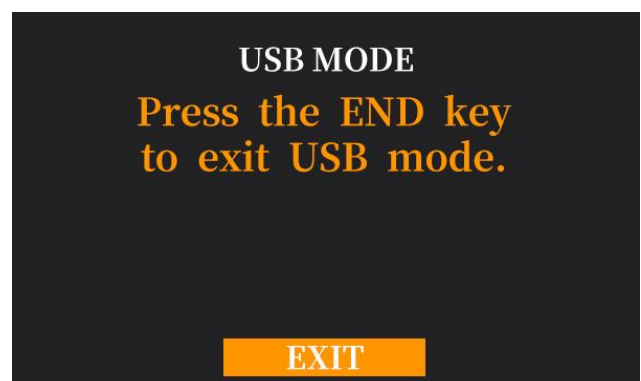 USB MODE
Press the END key
to exit USB mode.
EXIT